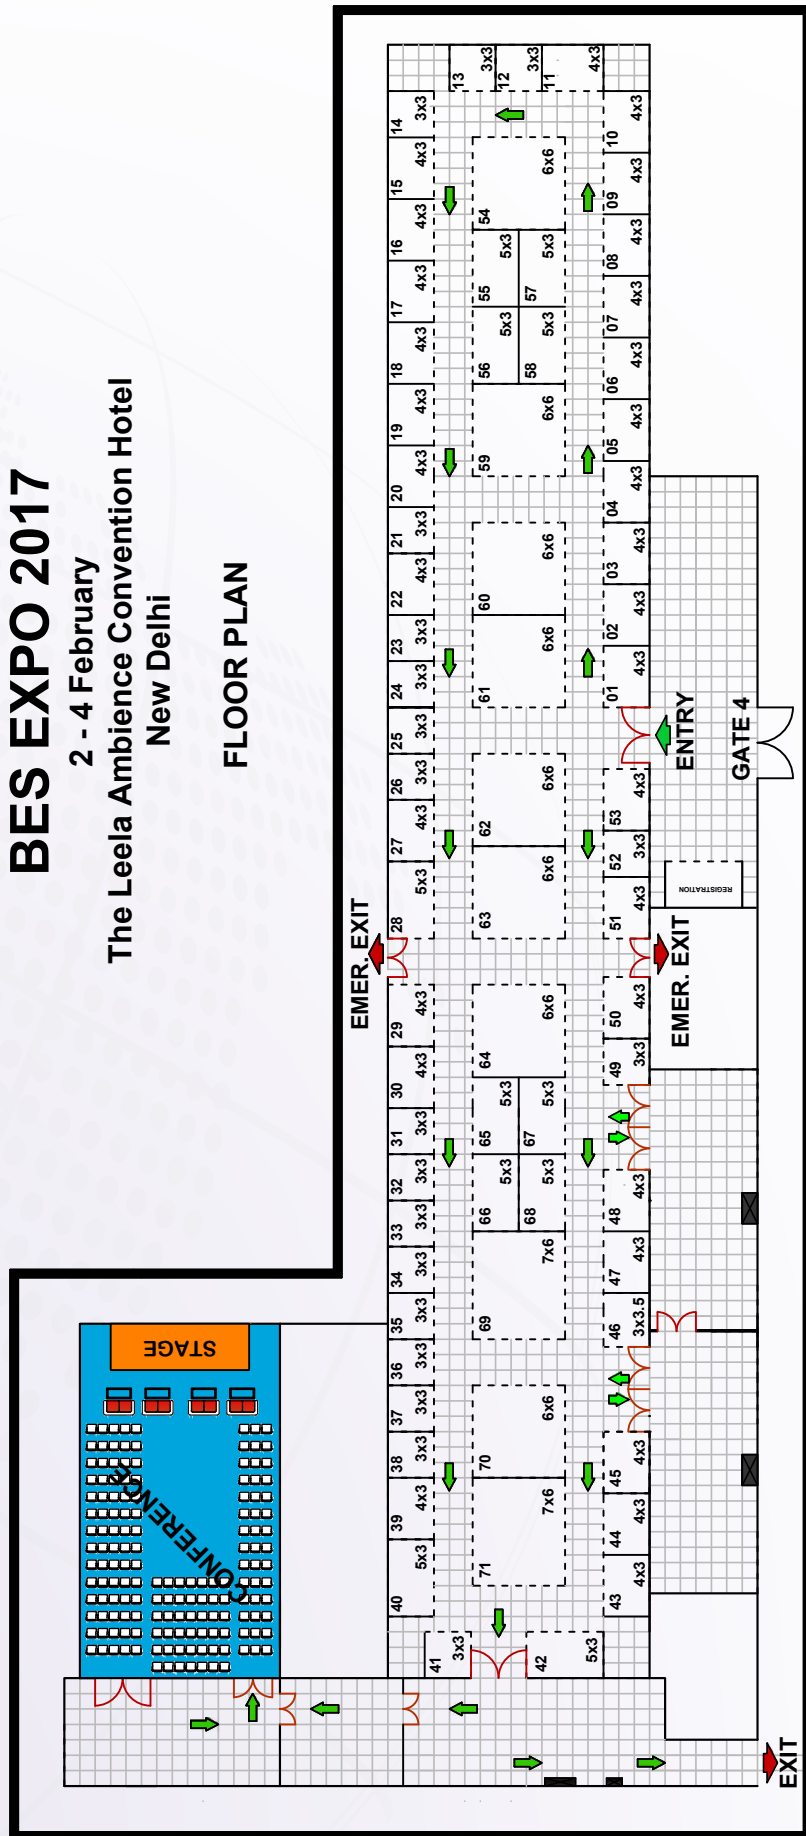 BES EXPO 2017
2 - 4 February
The Leela Ambience Convention Hotel
New Delhi
FLOOR PLAN
STAGE
CONFERENCE
EMER. EXIT
EMER. EXIT
ENTRY
GATE 4
REGISTRATION
EXIT
01 4x3
02 4x3
03 4x3
04 4x3
05 4x3
06 4x3
07 4x3
08 4x3
09 4x3
10 4x3
11 4x3
12 3x3
13 3x3
14 3x3
15 4x3
16 4x3
17 4x3
18 4x3
19 4x3
20 4x3
21 3x3
22 4x3
23 3x3
24 3x3
25 3x3
26 3x3
27 4x3
28 5x3
29 4x3
30 4x3
31 3x3
32 3x3
33 3x3
34 3x3
35 3x3
36 3x3
37 3x3
38 3x3
39 4x3
40 5x3
41 3x3
42 5x3
43 4x3
44 4x3
45 4x3
46 3x3.5
47 4x3
48 4x3
49 3x3
50 4x3
51 4x3
52 3x3
53 4x3
54 6x6
55 5x3
56 5x3
57 5x3
58 5x3
59 6x6
60 6x6
61 6x6
62 6x6
63 6x6
64 6x6
65 5x3
66 5x3
67 5x3
68 5x3
69 7x6
70 6x6
71 7x6